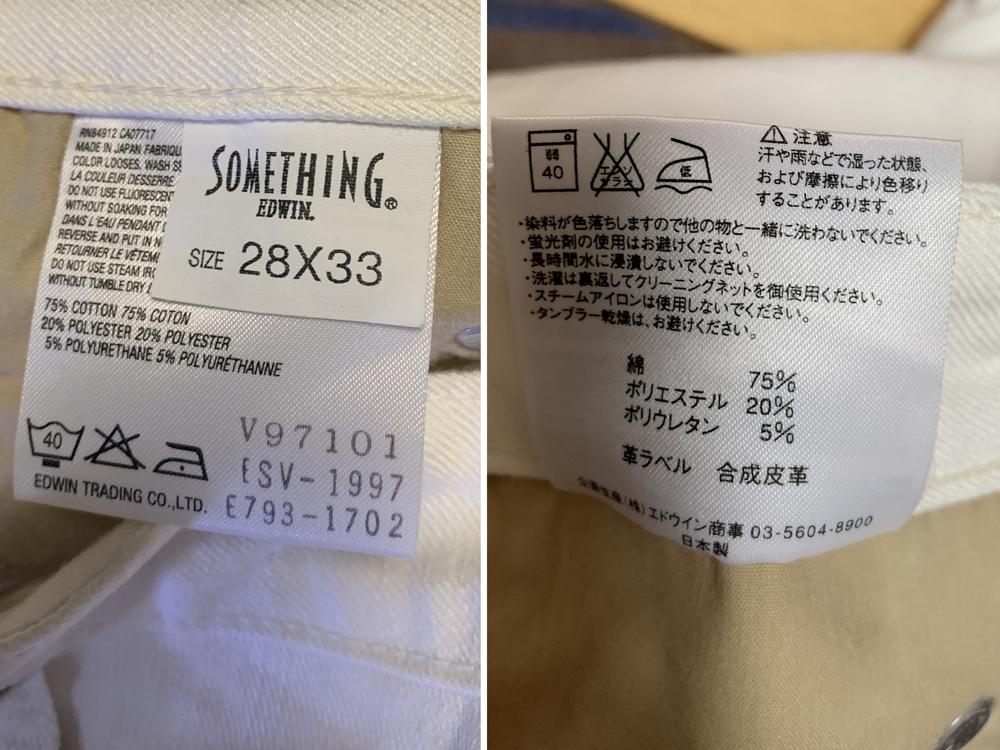 RN84912 CA07717
MADE IN JAPAN FABRIQU
COLOR LOOSES. WASH S
LA COULEUR DESSERRE.
DO NOT USE FLUORESCENT
WITHOUT SOAKING FOR
DANS L'EAU PENDANT
REVERSE AND PUT IN N
RETOURNER LE VÊTEME
DO NOT USE STEAM IRO
WITHOUT TUMBLE DRY
75% COTTON 75% COTON
20% POLYESTER 20% POLYESTER
5% POLYURETHANE 5% POLYURÉTHANNE
40
EDWIN TRADING CO.,LTD.
SOMETHING®
EDWIN.
SIZE 28X33
V97101
ESV-1997
E793-1702
弱
40
エンソ
低
⚠注意
汗や雨などで湿った状態、
および摩擦により色移り
することがあります。
・染料が色落ちしますので他の物と一緒に洗わないでください。
・蛍光剤の使用はお避けください。
・長時間水に浸漬しないでください。
・洗濯は裏返してクリーニングネットを御使用ください。
・スチームアイロンは使用しないでください。
・タンブラー乾燥は、お避けください。
綿 75%
ポリエステル 20%
ポリウレタン 5%
革ラベル 合成皮革
企画生産(株)エドウイン商事 03-5604-8900
日本製